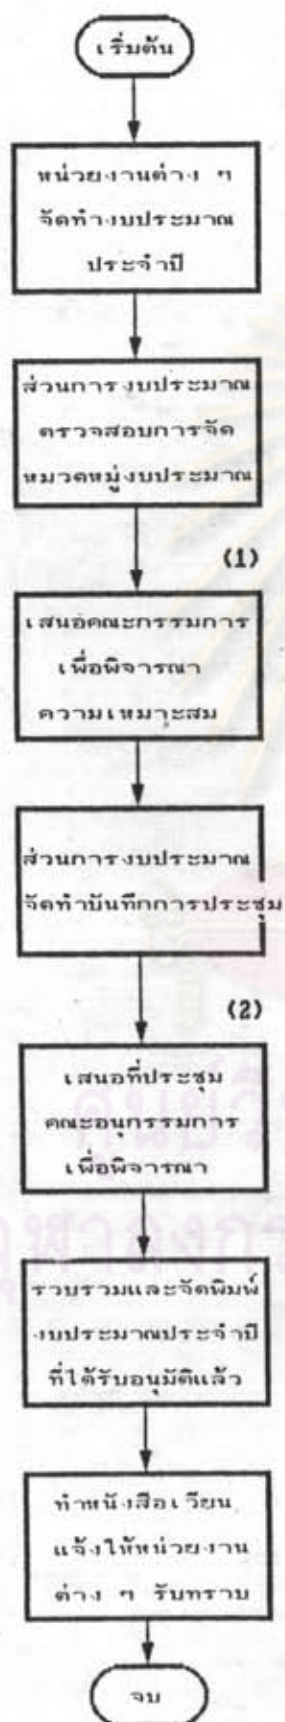 เริ่มต้น
หน่วยงานต่าง ๆ
จัดทำงบประมาณ
ประจำปี
ส่วนการงบประมาณ
ตรวจสอบการจัด
หมวดหมู่งบประมาณ
(1)
เสนอคณะกรรมการ
เพื่อพิจารณา
ความเหมาะสม
ส่วนการงบประมาณ
จัดทำบันทึกการประชุม
(2)
เสนอที่ประชุม
คณะอนุกรรมการ
เพื่อพิจารณา
รวบรวมและจัดพิมพ์
งบประมาณประจำปี
ที่ได้รับอนุมัติแล้ว
ทำหนังสือเวียน
แจ้งให้หน่วยงาน
ต่าง ๆ รับทราบ
จบ